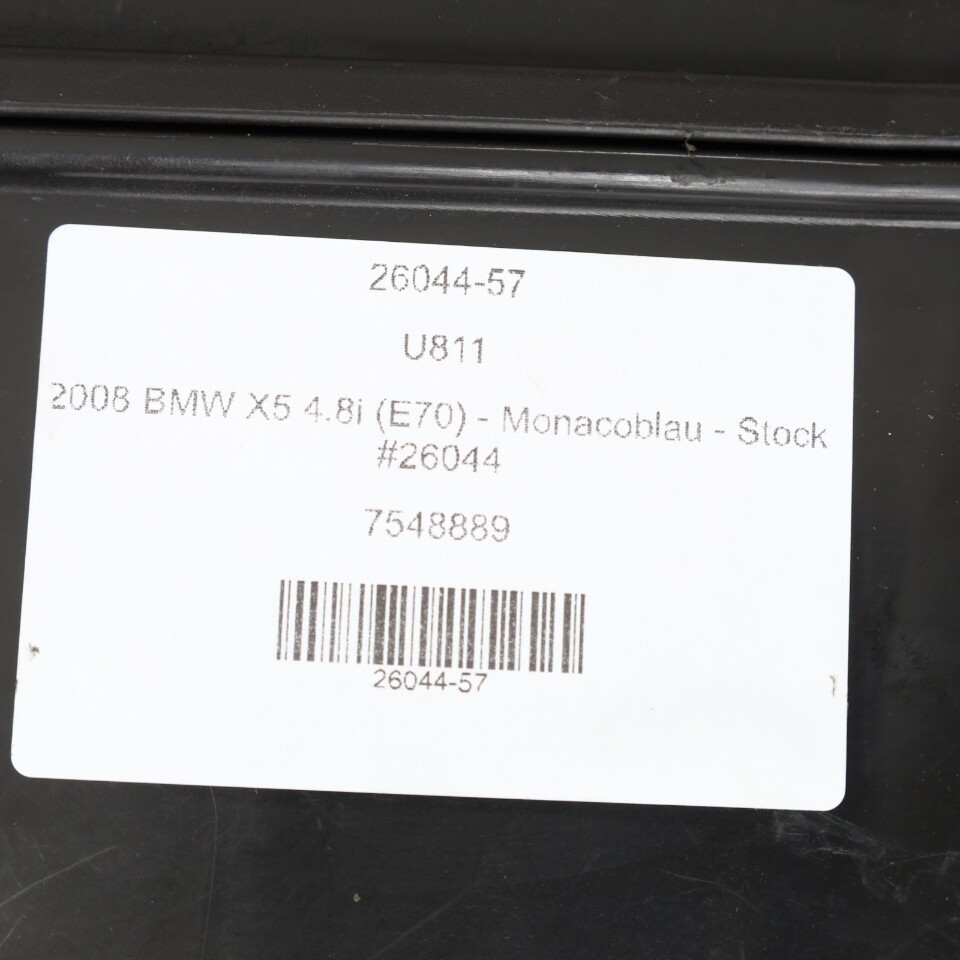 26044-57
U811
2008 BMW X5 4.8i (E70) - Monacoblau - Stock
#26044
7548889
26044-57